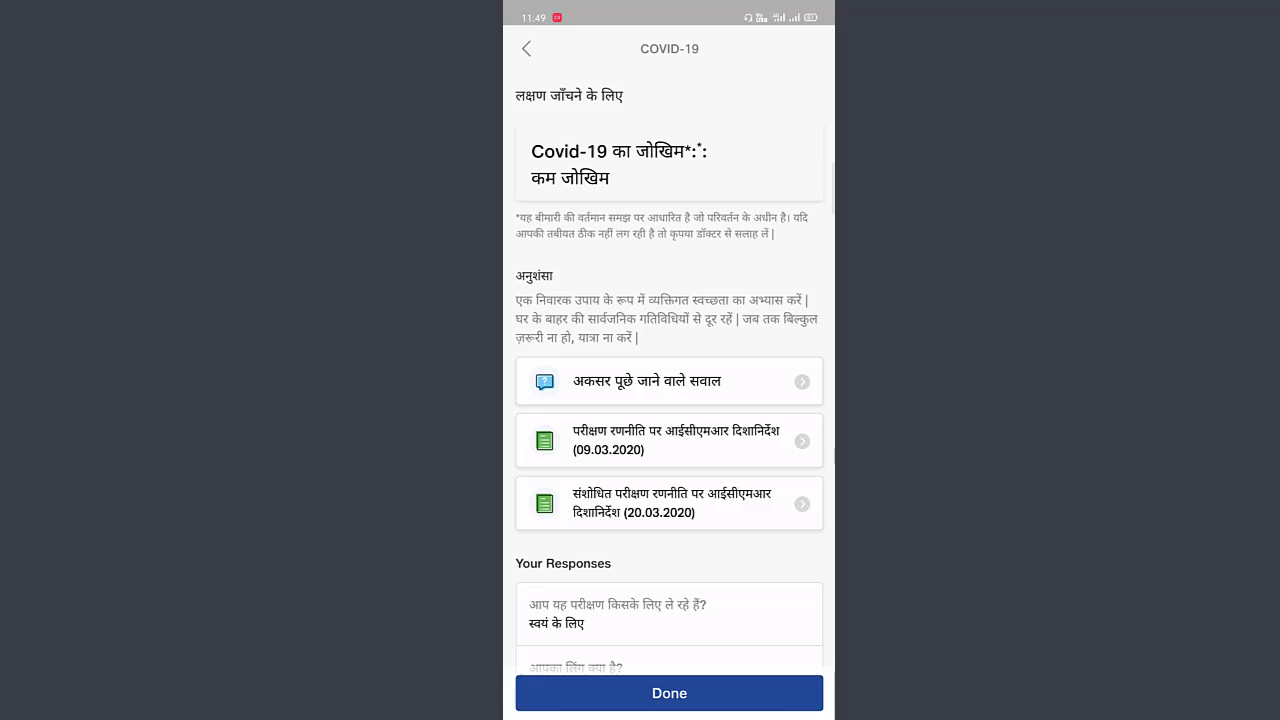 11:49
COVID-19
लक्षण जाँचने के लिए
Covid-19 का जोखिम*:*:
कम जोखिम
*यह बीमारी की वर्तमान समझ पर आधारित है जो परिवर्तन के अधीन है। यदि
आपकी तबीयत ठीक नहीं लग रही है तो कृपया डॉक्टर से सलाह लें |
अनुशंसा
एक निवारक उपाय के रूप में व्यक्तिगत स्वच्छता का अभ्यास करें |
घर के बाहर की सार्वजनिक गतिविधियों से दूर रहें | जब तक बिल्कुल
ज़रूरी ना हो, यात्रा ना करें |
अकसर पूछे जाने वाले सवाल
परीक्षण रणनीति पर आईसीएमआर दिशानिर्देश
(09.03.2020)
संशोधित परीक्षण रणनीति पर आईसीएमआर
दिशानिर्देश (20.03.2020)
Your Responses
आप यह परीक्षण किसके लिए ले रहे हैं?
स्वयं के लिए
आपका लिंग क्या है?
Done